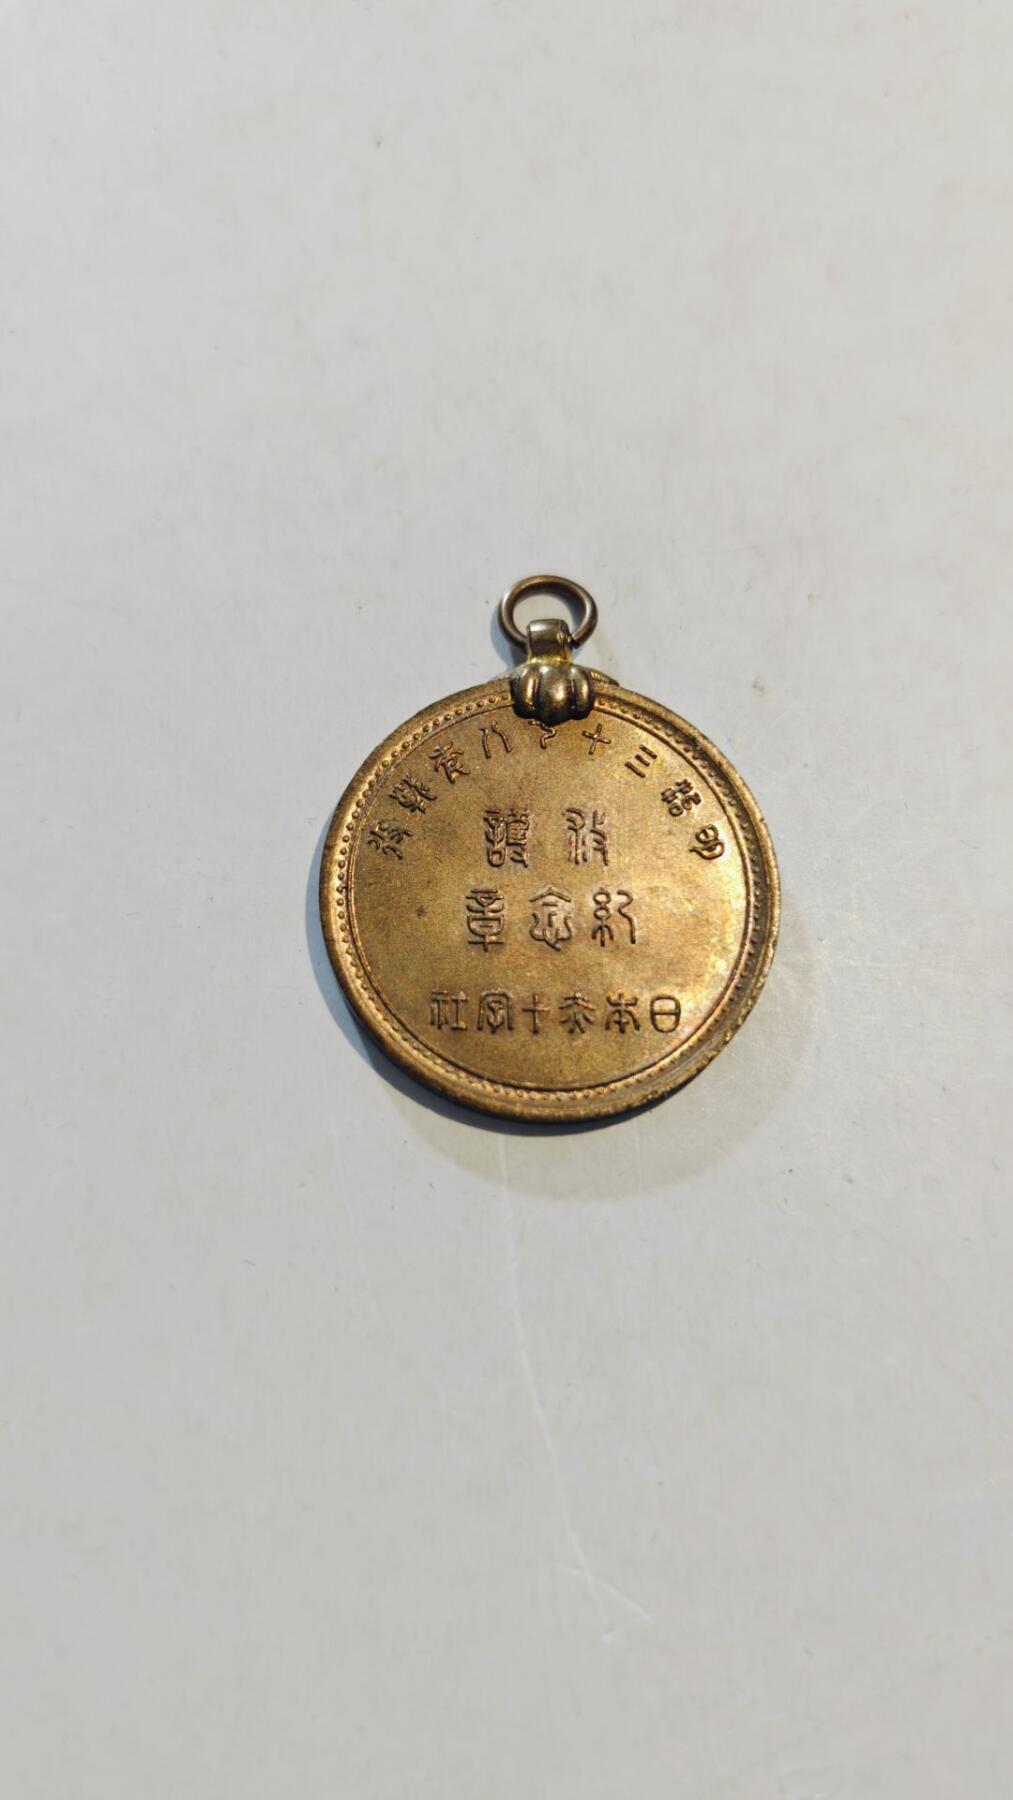 明治三十七八年戰役
救護
紀念章
日本赤十字社